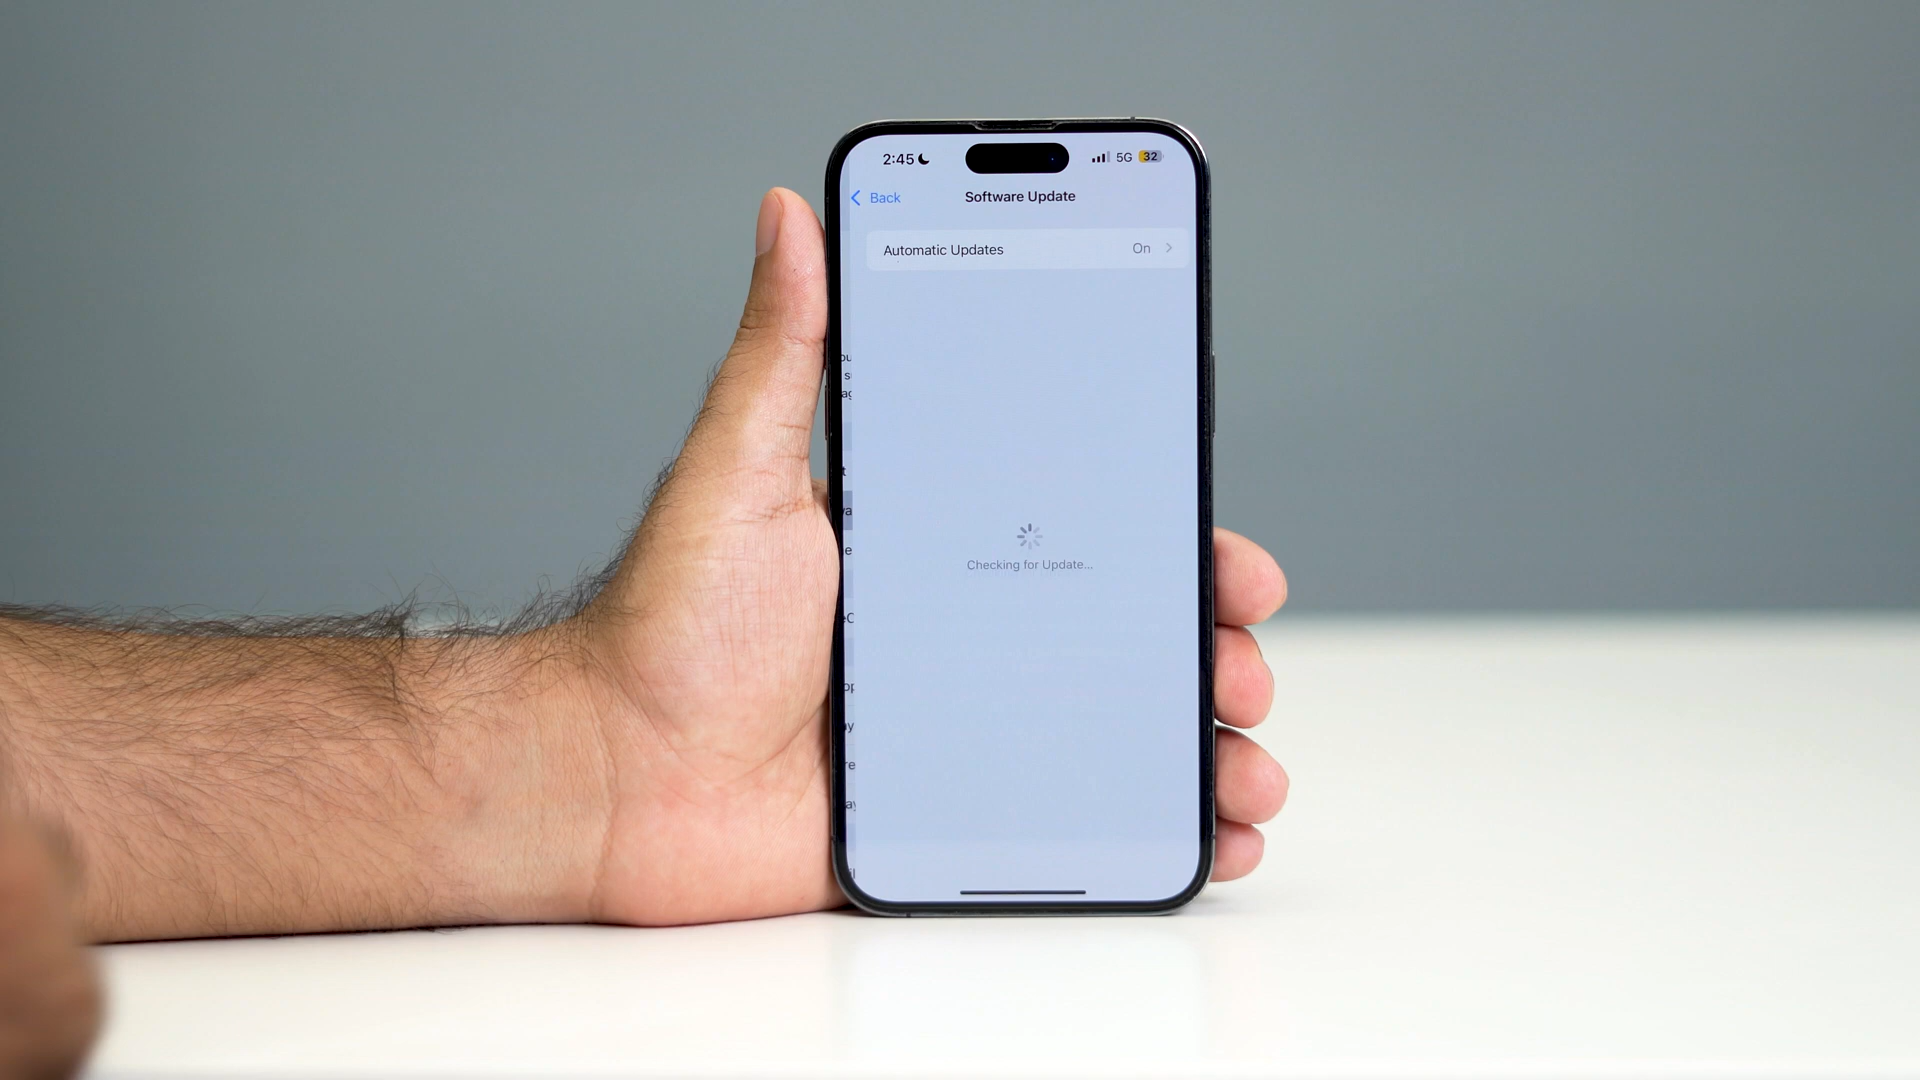 2:45 5G 32
Back Software Update
Automatic Updates On
Checking for Update...